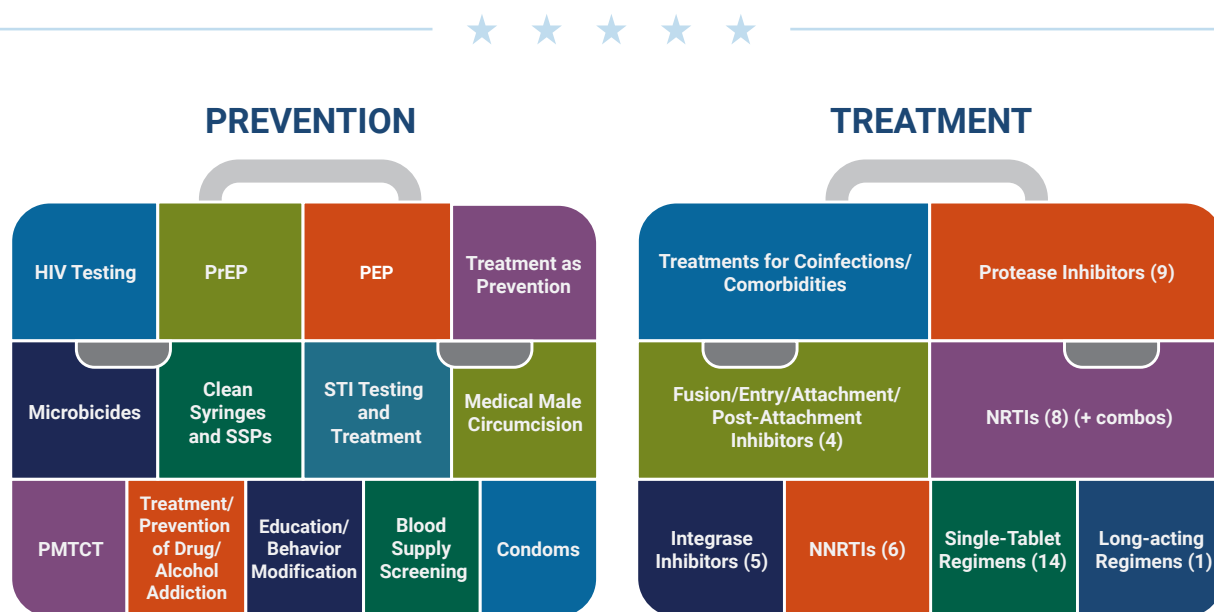 PREVENTION
HIV Testing
PrEP
PEP
Treatment as
Prevention
Microbicides
Clean
Syringes
and SSPs
STI Testing
and
Treatment
Medical Male
Circumcision
PMTCT
Treatment/
Prevention
of Drug/
Alcohol
Addiction
Education/
Behavior
Modification
Blood
Supply
Screening
Condoms
TREATMENT
Treatments for Coinfections/
Comorbidities
Protease Inhibitors (9)
Fusion/Entry/Attachment/
Post-Attachment
Inhibitors (4)
NRTIs (8) (+ combos)
Integrase
Inhibitors (5)
NNRTIs (6)
Single-Tablet
Regimens (14)
Long-acting
Regimens (1)